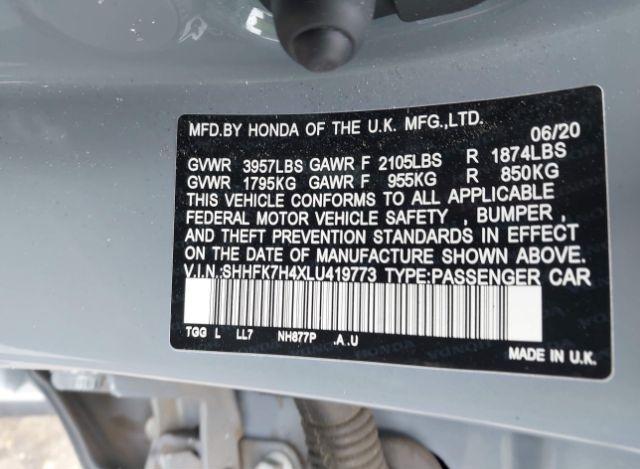 MFD.BY HONDA OF THE U.K. MFG.,LTD.
06/20
GVWR 3957LBS GAWR F 2105LBS R 1874LBS
GVWR 1795KG GAWR F 955KG R 850KG
THIS VEHICLE CONFORMS TO ALL APPLICABLE
FEDERAL MOTOR VEHICLE SAFETY , BUMPER ,
AND THEFT PREVENTION STANDARDS IN EFFECT
ON THE DATE OF MANUFACTURE SHOWN ABOVE.
V.I.N.:SHHFK7H4XLU419773 TYPE:PASSENGER CAR
TGG L LL7 NH877P .A.U
MADE IN U.K.